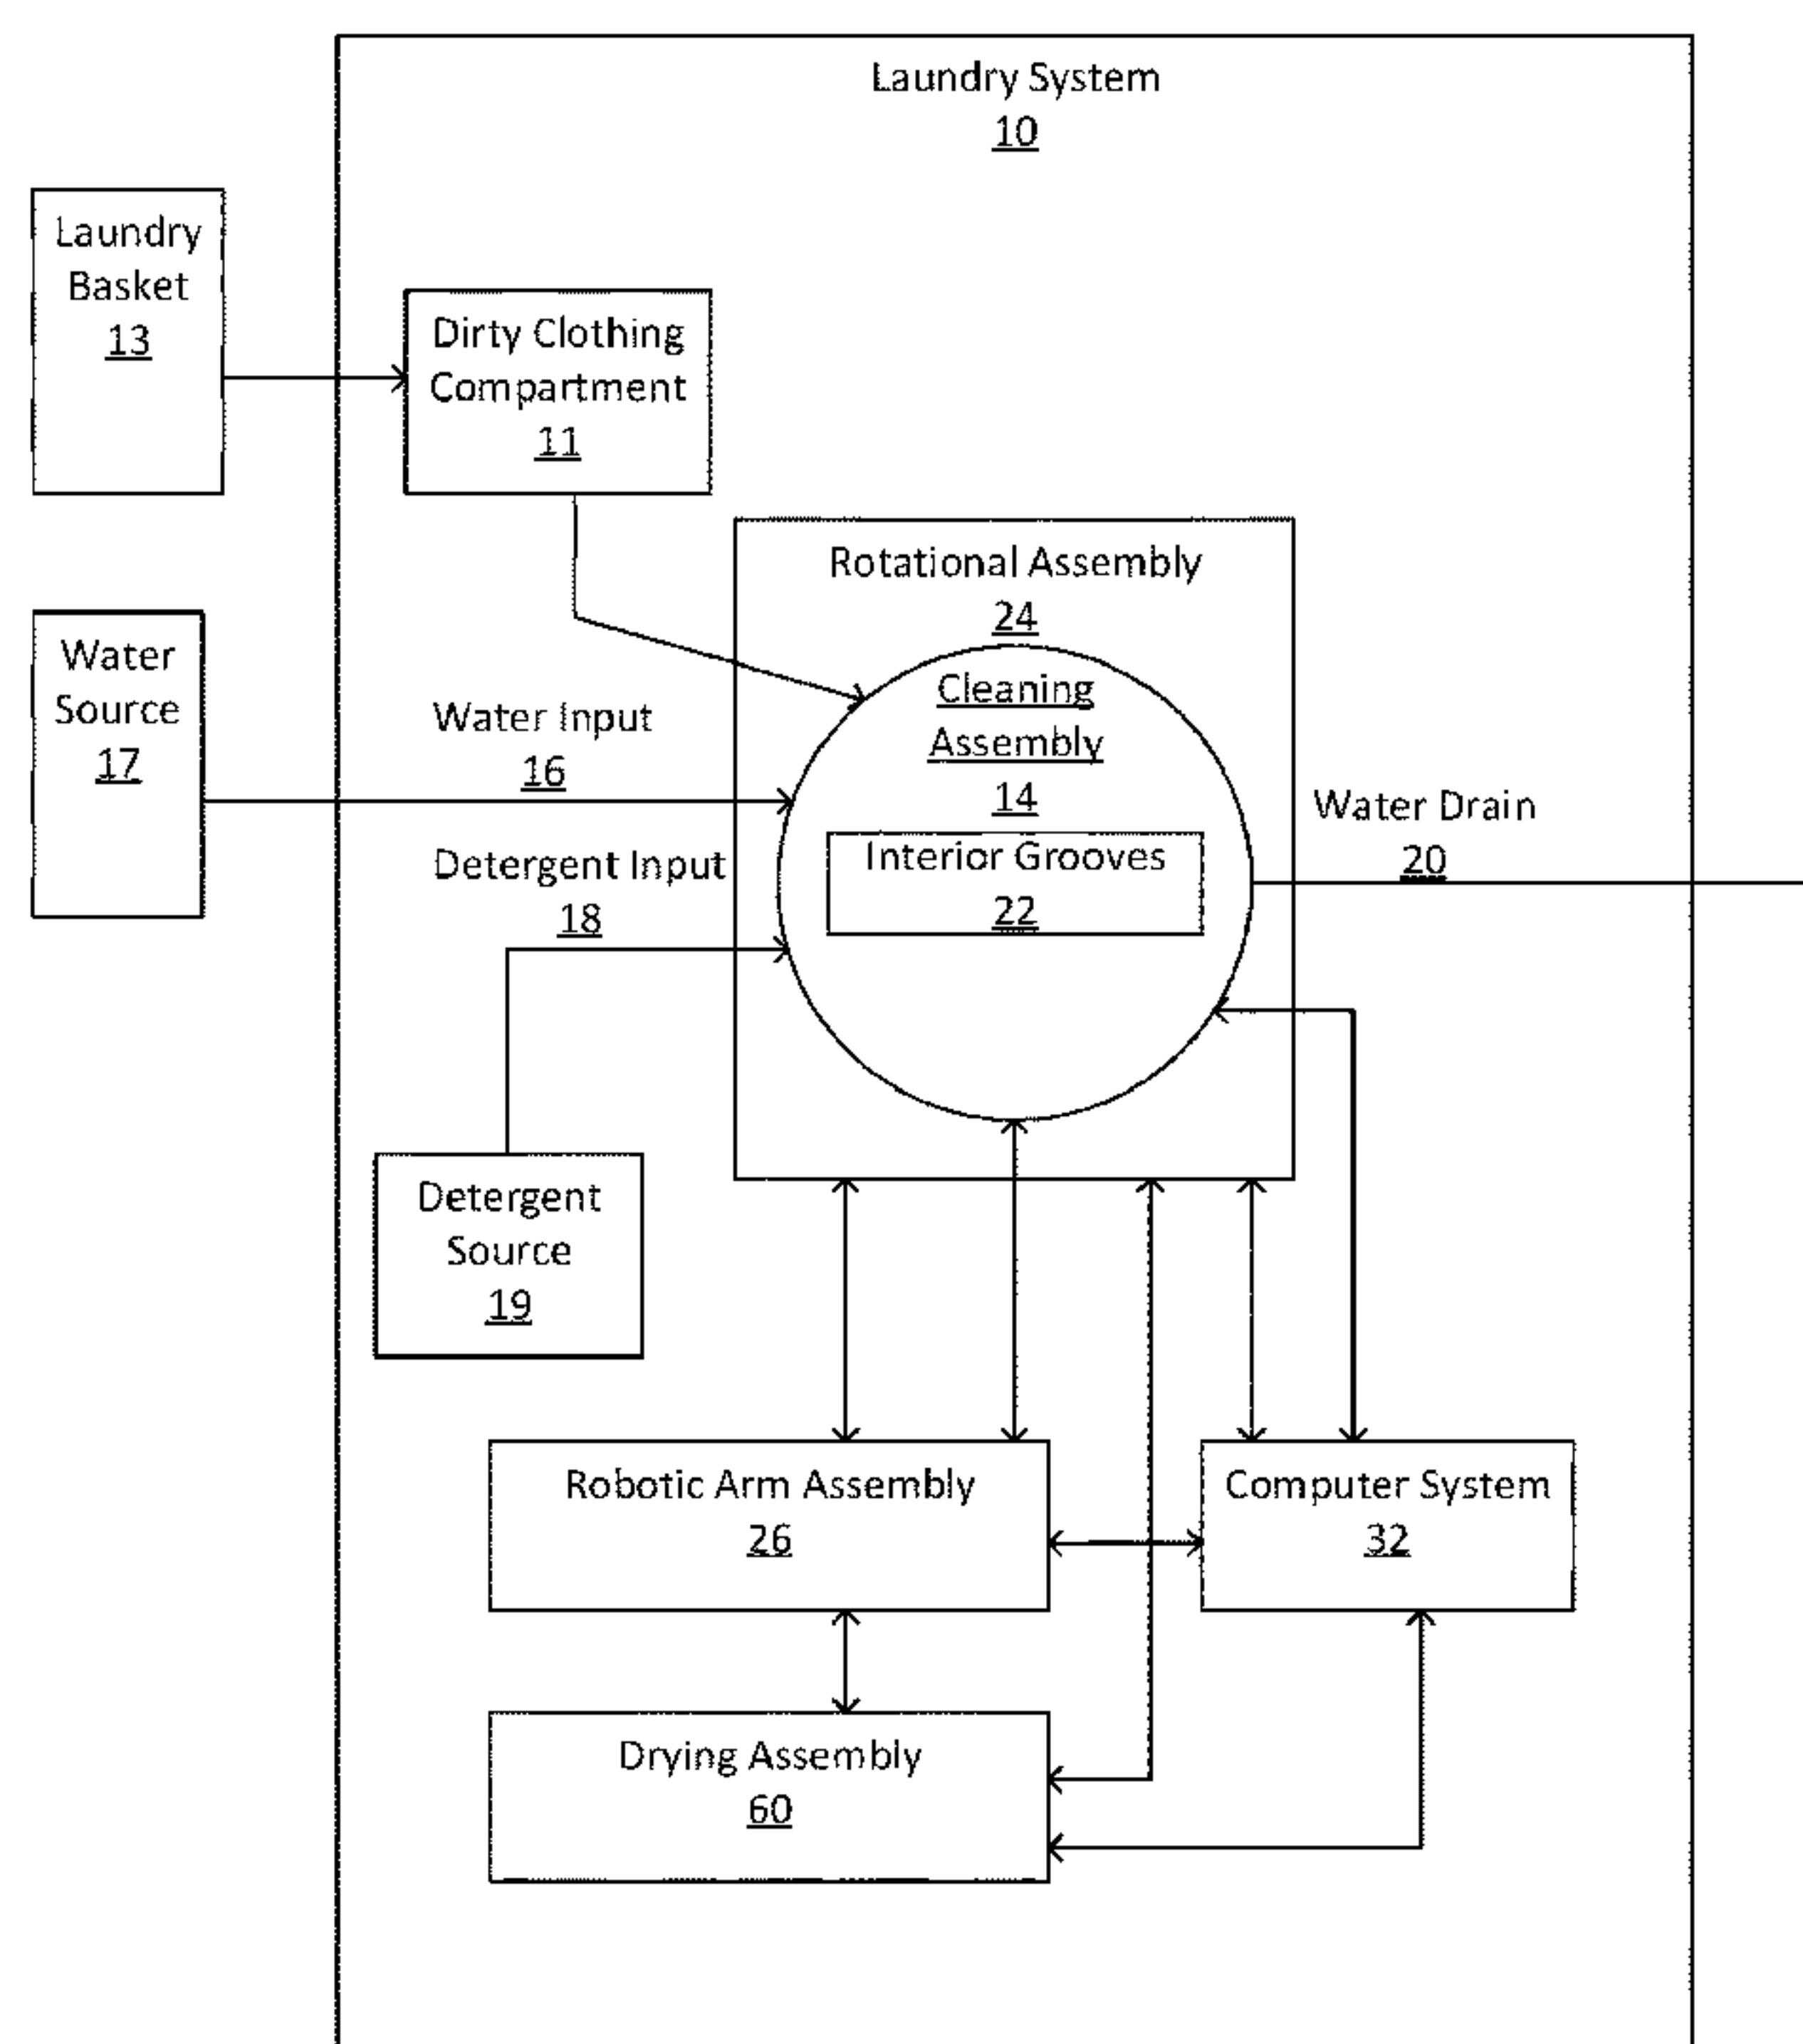 Laundry System
10
Laundry
Basket
13
Dirty Clothing
Compartment
11
Rotational Assembly
24
Water
Source
17
Cleaning
Assembly
14
Water Input
16
Water Drain
20
Detergent Input
18
Interior Grooves
22
Detergent
Source
19
Robotic Arm Assembly
26
Computer System
32
Drying Assembly
60